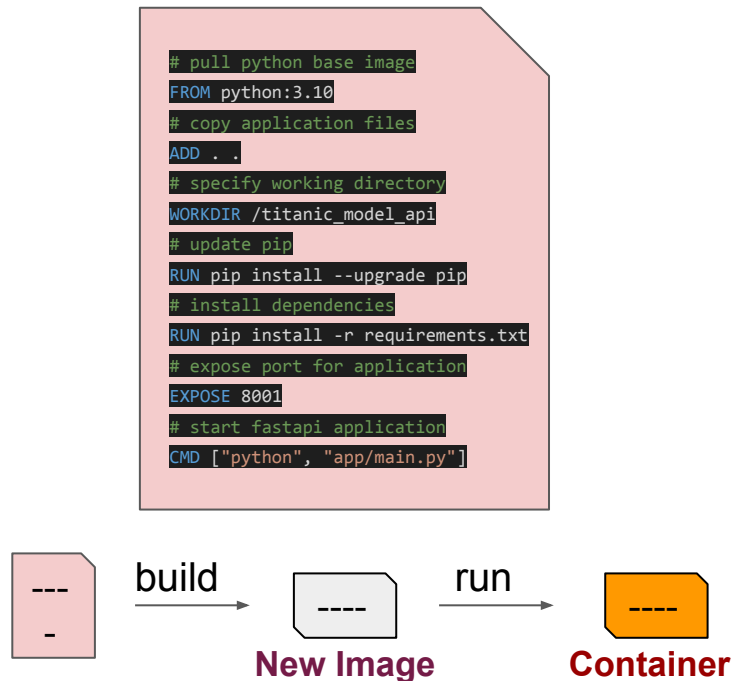 # pull python base image
FROM python:3.10
# copy application files
ADD . .
# specify working directory
WORKDIR /titanic_model_api
# update pip
RUN pip install --upgrade pip
# install dependencies
RUN pip install -r requirements.txt
# expose port for application
EXPOSE 8001
# start fastapi application
CMD ["python", "app/main.py"]
---
-
build
----
New Image
run
----
Container